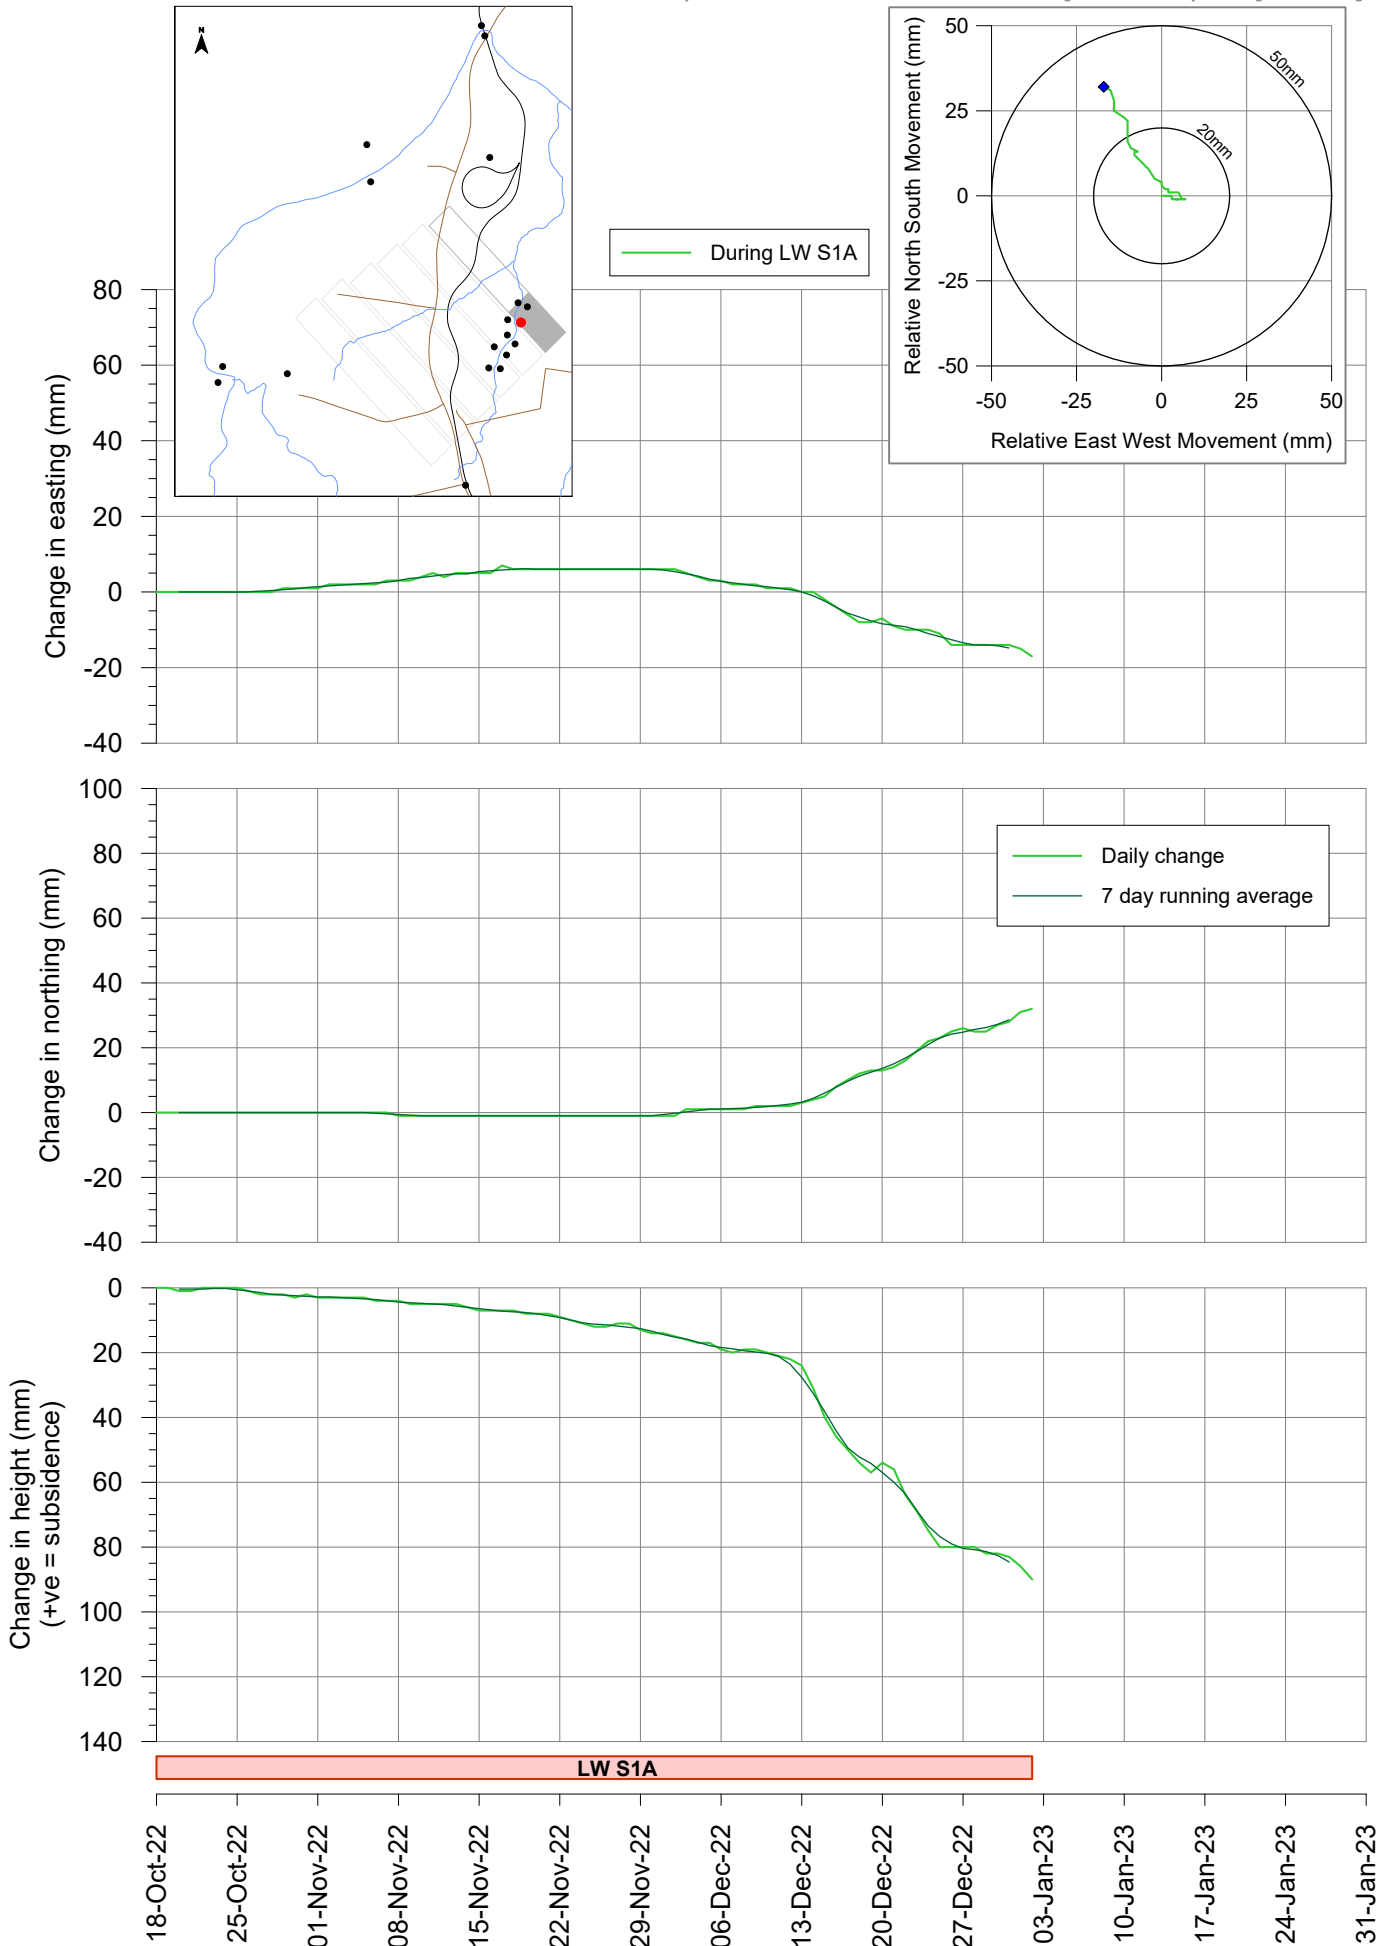 N
During LW S1A
50mm
20mm
Relative North South Movement (mm)
50
25
0
-25
-50
-50 -25 0 25 50
Relative East West Movement (mm)
Change in easting (mm)
80
60
40
20
0
-20
-40
Change in northing (mm)
100
80
60
40
20
0
-20
-40
Daily change
7 day running average
Change in height (mm)
(+ve = subsidence)
0
20
40
60
80
100
120
140
LW S1A
18-Oct-22
25-Oct-22
01-Nov-22
08-Nov-22
15-Nov-22
22-Nov-22
29-Nov-22
06-Dec-22
13-Dec-22
20-Dec-22
27-Dec-22
03-Jan-23
10-Jan-23
17-Jan-23
24-Jan-23
31-Jan-23